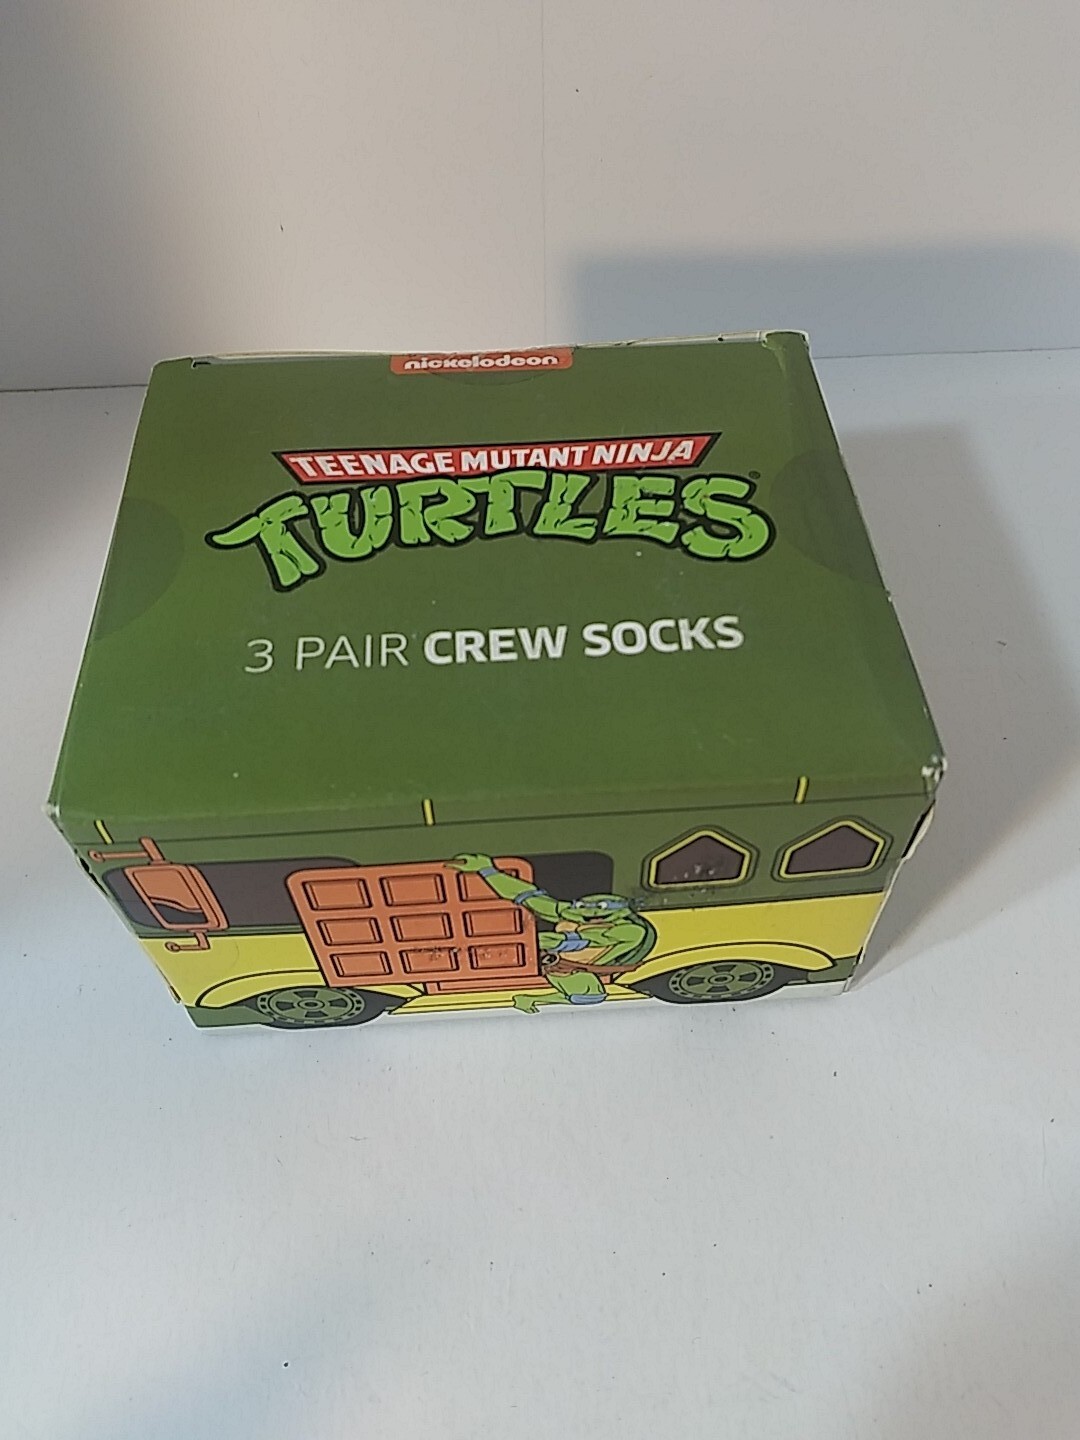 nickelodeon
TEENAGE MUTANT NINJA
TURTLES®
3 PAIR CREW SOCKS